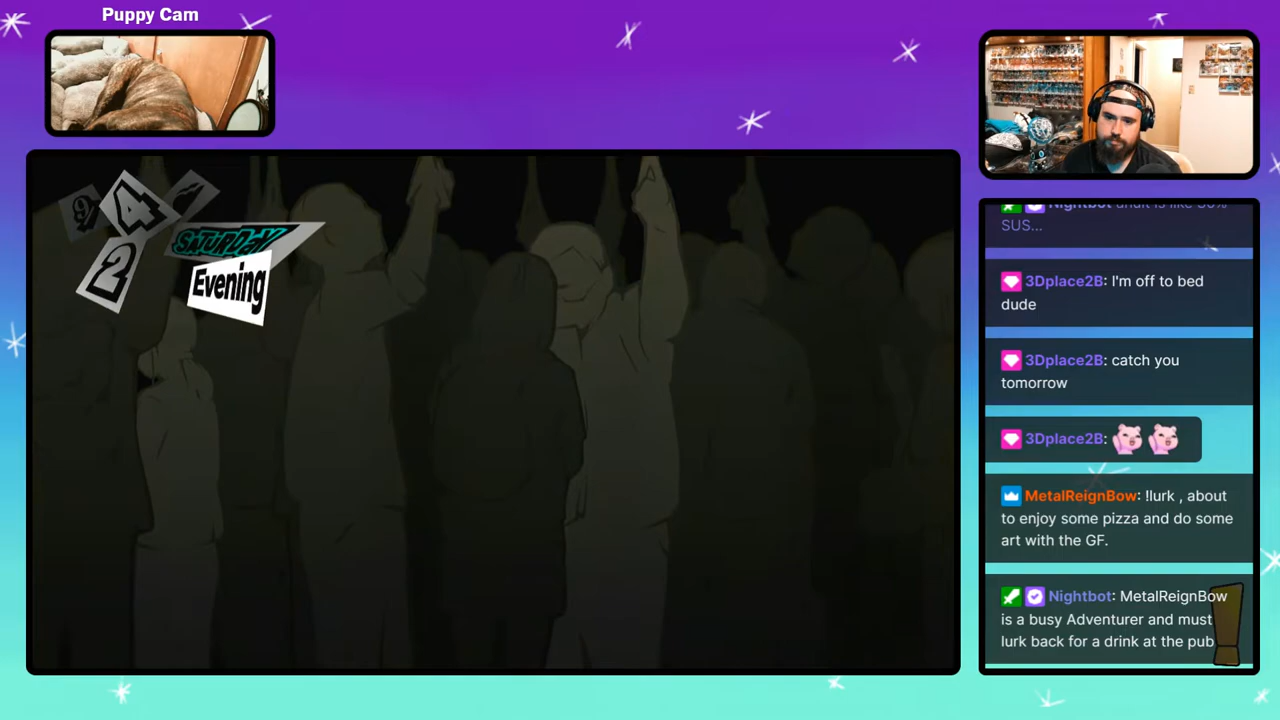 Puppy Cam
9
4
2
SATURDAY
Evening
Nightbot
SUS...
3Dplace2B: I'm off to bed
dude
3Dplace2B: catch you
tomorrow
3Dplace2B:
MetalReignBow: !lurk , about
to enjoy some pizza and do some
art with the GF.
Nightbot: MetalReignBow
is a busy Adventurer and must
lurk back for a drink at the pub